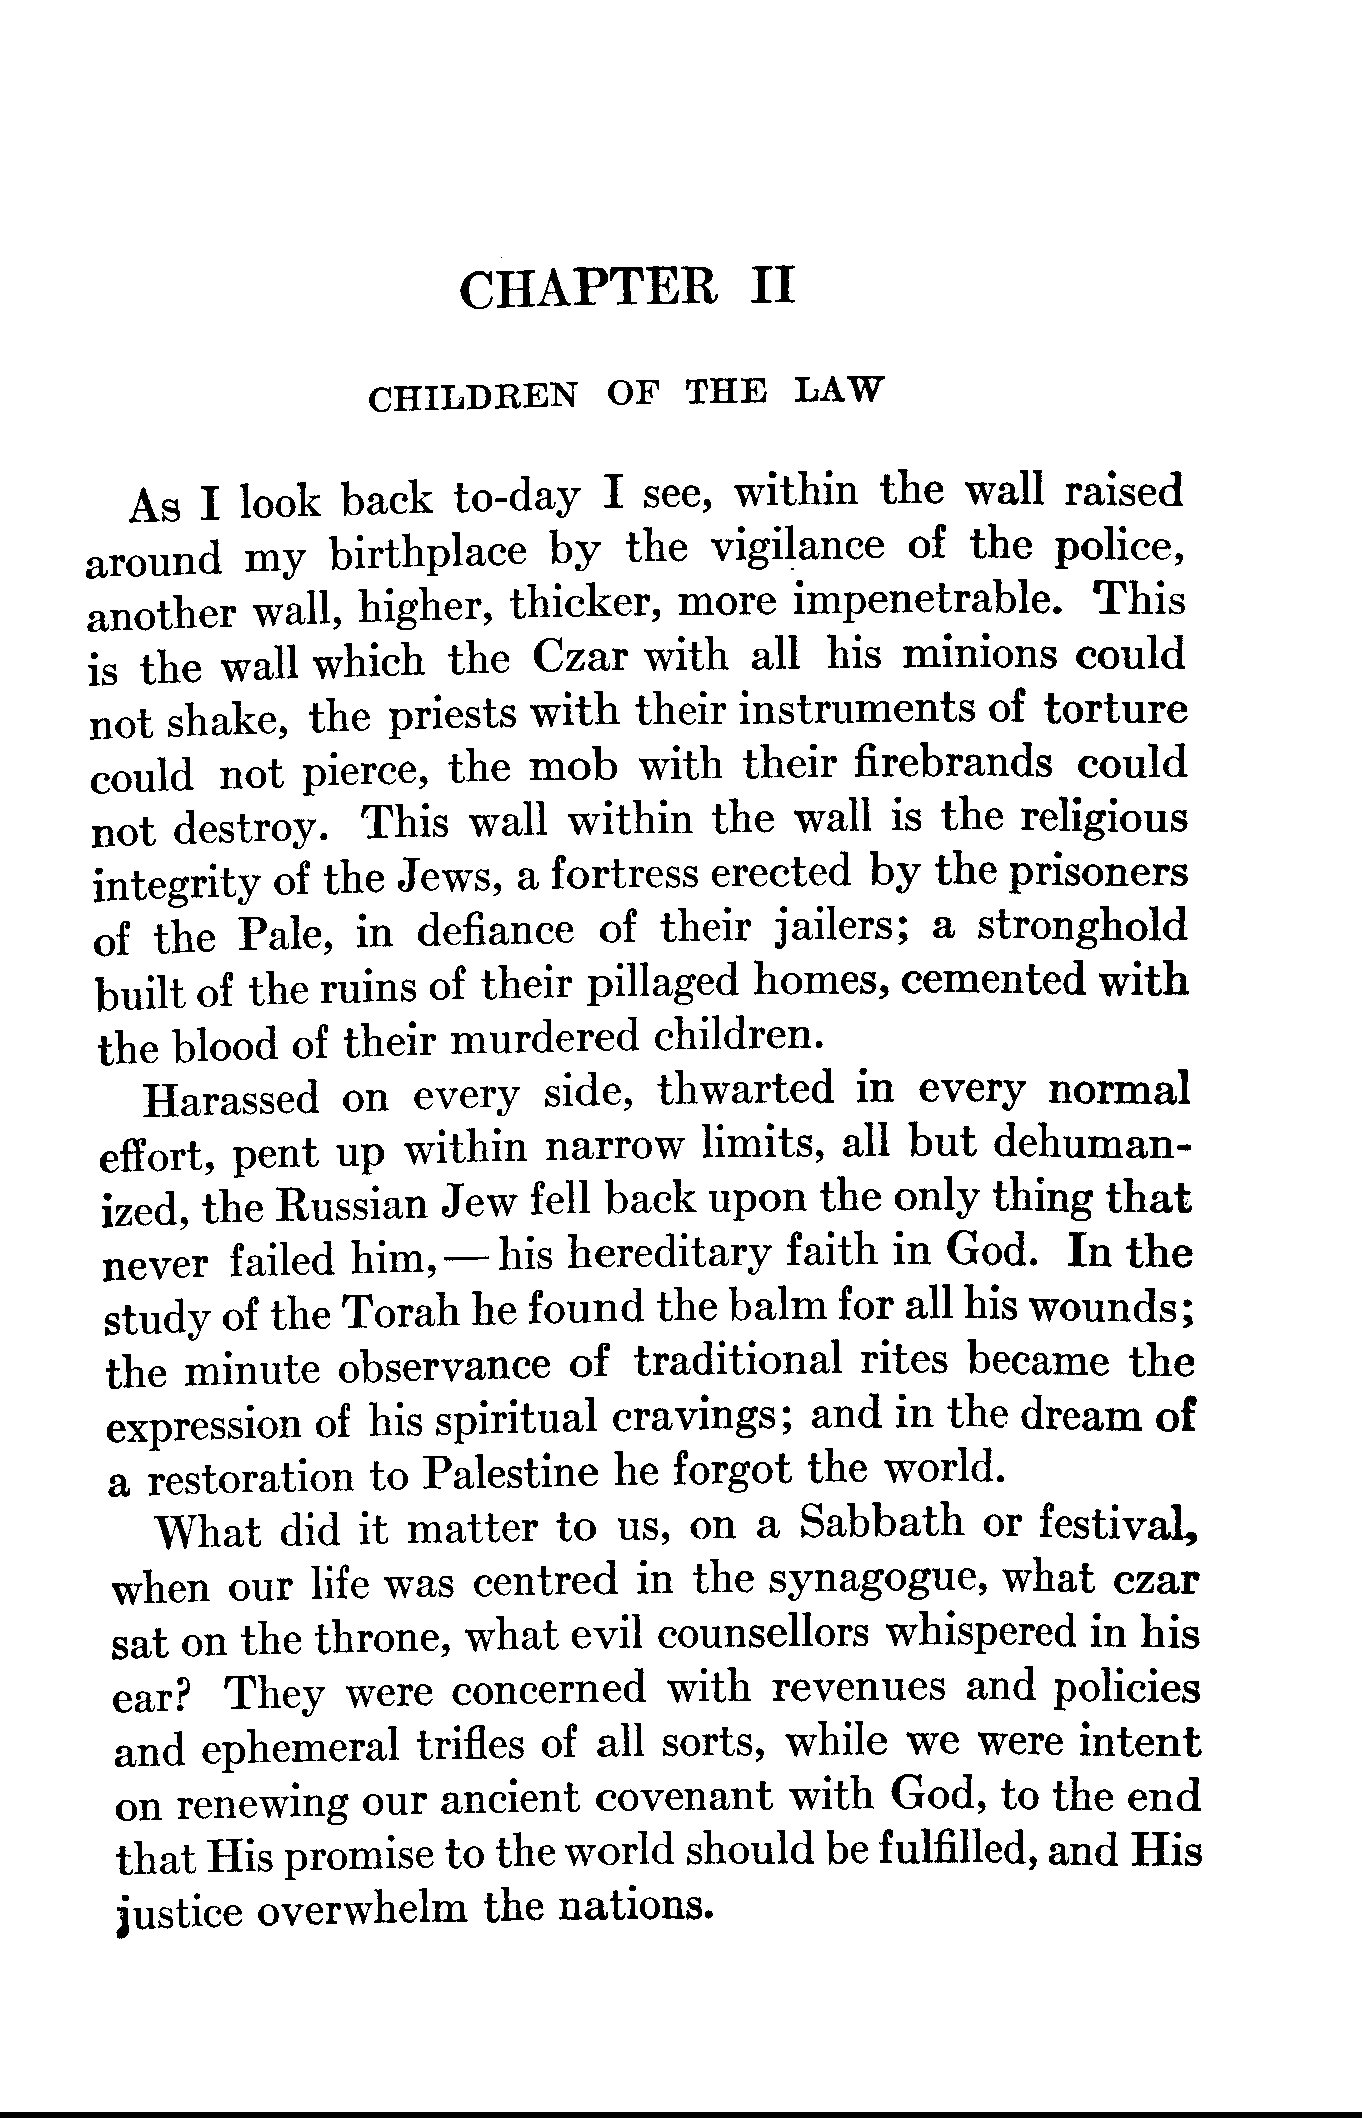 CHAPTER II
CHILDREN OF THE LAW
As I look back to-day I see, within the wall raised
around my birthplace by the vigilance of the police,
another wall, higher, thicker, more impenetrable. This
is the wall which the Czar with all his minions could
not shake, the priests with their instruments of torture
could not pierce, the mob with their firebrands could
not destroy. This wall within the wall is the religious
integrity of the Jews, a fortress erected by the prisoners
of the Pale, in defiance of their jailers; a stronghold
built of the ruins of their pillaged homes, cemented with
the blood of their murdered children.
Harassed on every side, thwarted in every normal
effort, pent up within narrow limits, all but dehuman-
ized, the Russian Jew fell back upon the only thing that
never failed him,—his hereditary faith in God. In the
study of the Torah he found the balm for all his wounds;
the minute observance of traditional rites became the
expression of his spiritual cravings; and in the dream of
a restoration to Palestine he forgot the world.
What did it matter to us, on a Sabbath or festival,
when our life was centred in the synagogue, what czar
sat on the throne, what evil counsellors whispered in his
ear? They were concerned with revenues and policies
and ephemeral trifles of all sorts, while we were intent
on renewing our ancient covenant with God, to the end
that His promise to the world should be fulfilled, and His
justice overwhelm the nations.